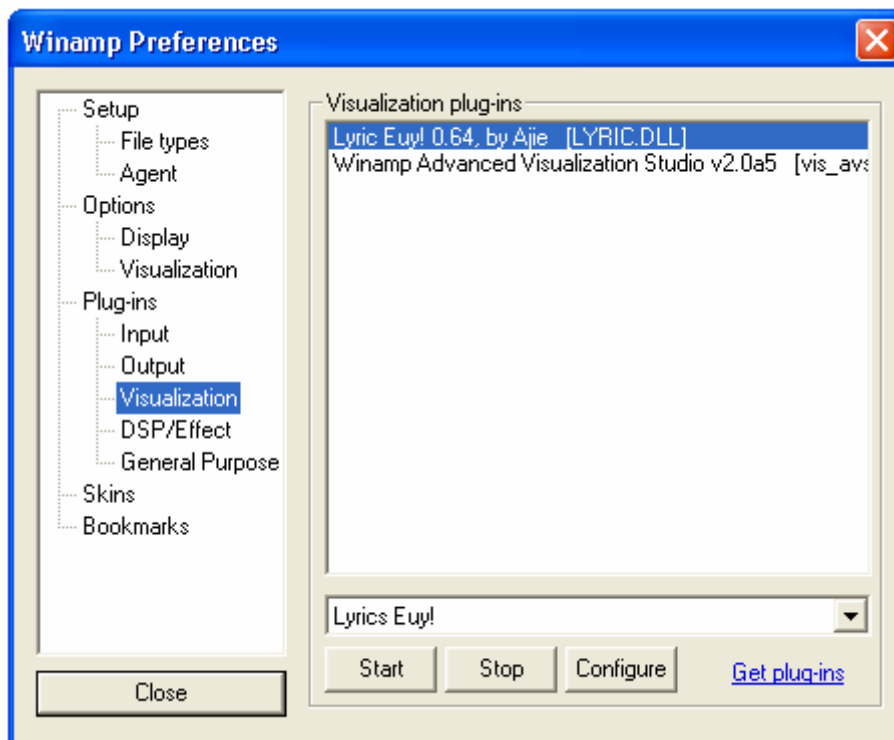 Winamp Preferences
Setup
File types
Agent
Options
Display
Visualization
Plug-ins
Input
Output
Visualization
DSP/Effect
General Purpose
Skins
Bookmarks
Close
Visualization plug-ins
Lyric Euy! 0.64, by Ajie [LYRIC.DLL]
Winamp Advanced Visualization Studio v2.0a5 [vis_avs
Lyrics Euy!
Start Stop Configure Get plug-ins